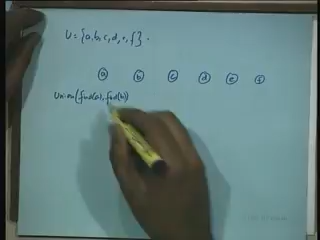 U = {a,b,c,d,e,f}.
a b c d e f
Union(find(a), find(b))